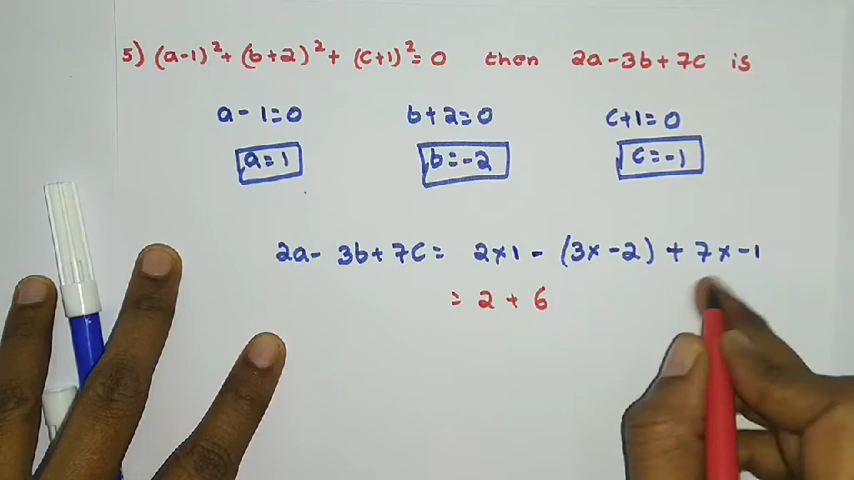 5) (a-1)²+(b+2)²+(c+1)²=0 then 2a-3b+7c is
a-1=0 b+2=0 c+1=0
a=1 b=-2 c=-1
2a-3b+7c= 2×1-(3×-2)+7×-1
= 2+6